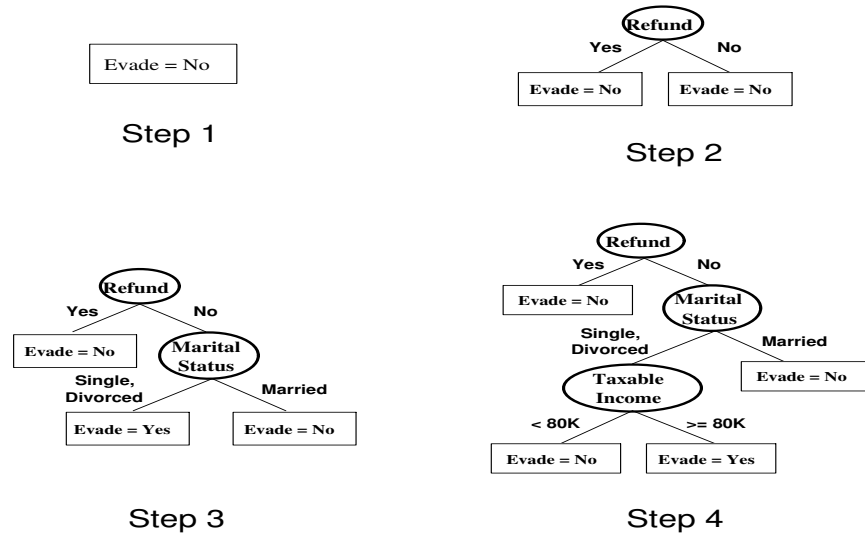 Evade = No
Step 1
Refund
Yes
No
Evade = No
Evade = No
Step 2
Refund
Yes
No
Evade = No
Marital
Status
Single,
Divorced
Married
Evade = Yes
Evade = No
Step 3
Refund
Yes
No
Evade = No
Marital
Status
Single,
Divorced
Married
Taxable
Income
Evade = No
< 80K
>= 80K
Evade = No
Evade = Yes
Step 4